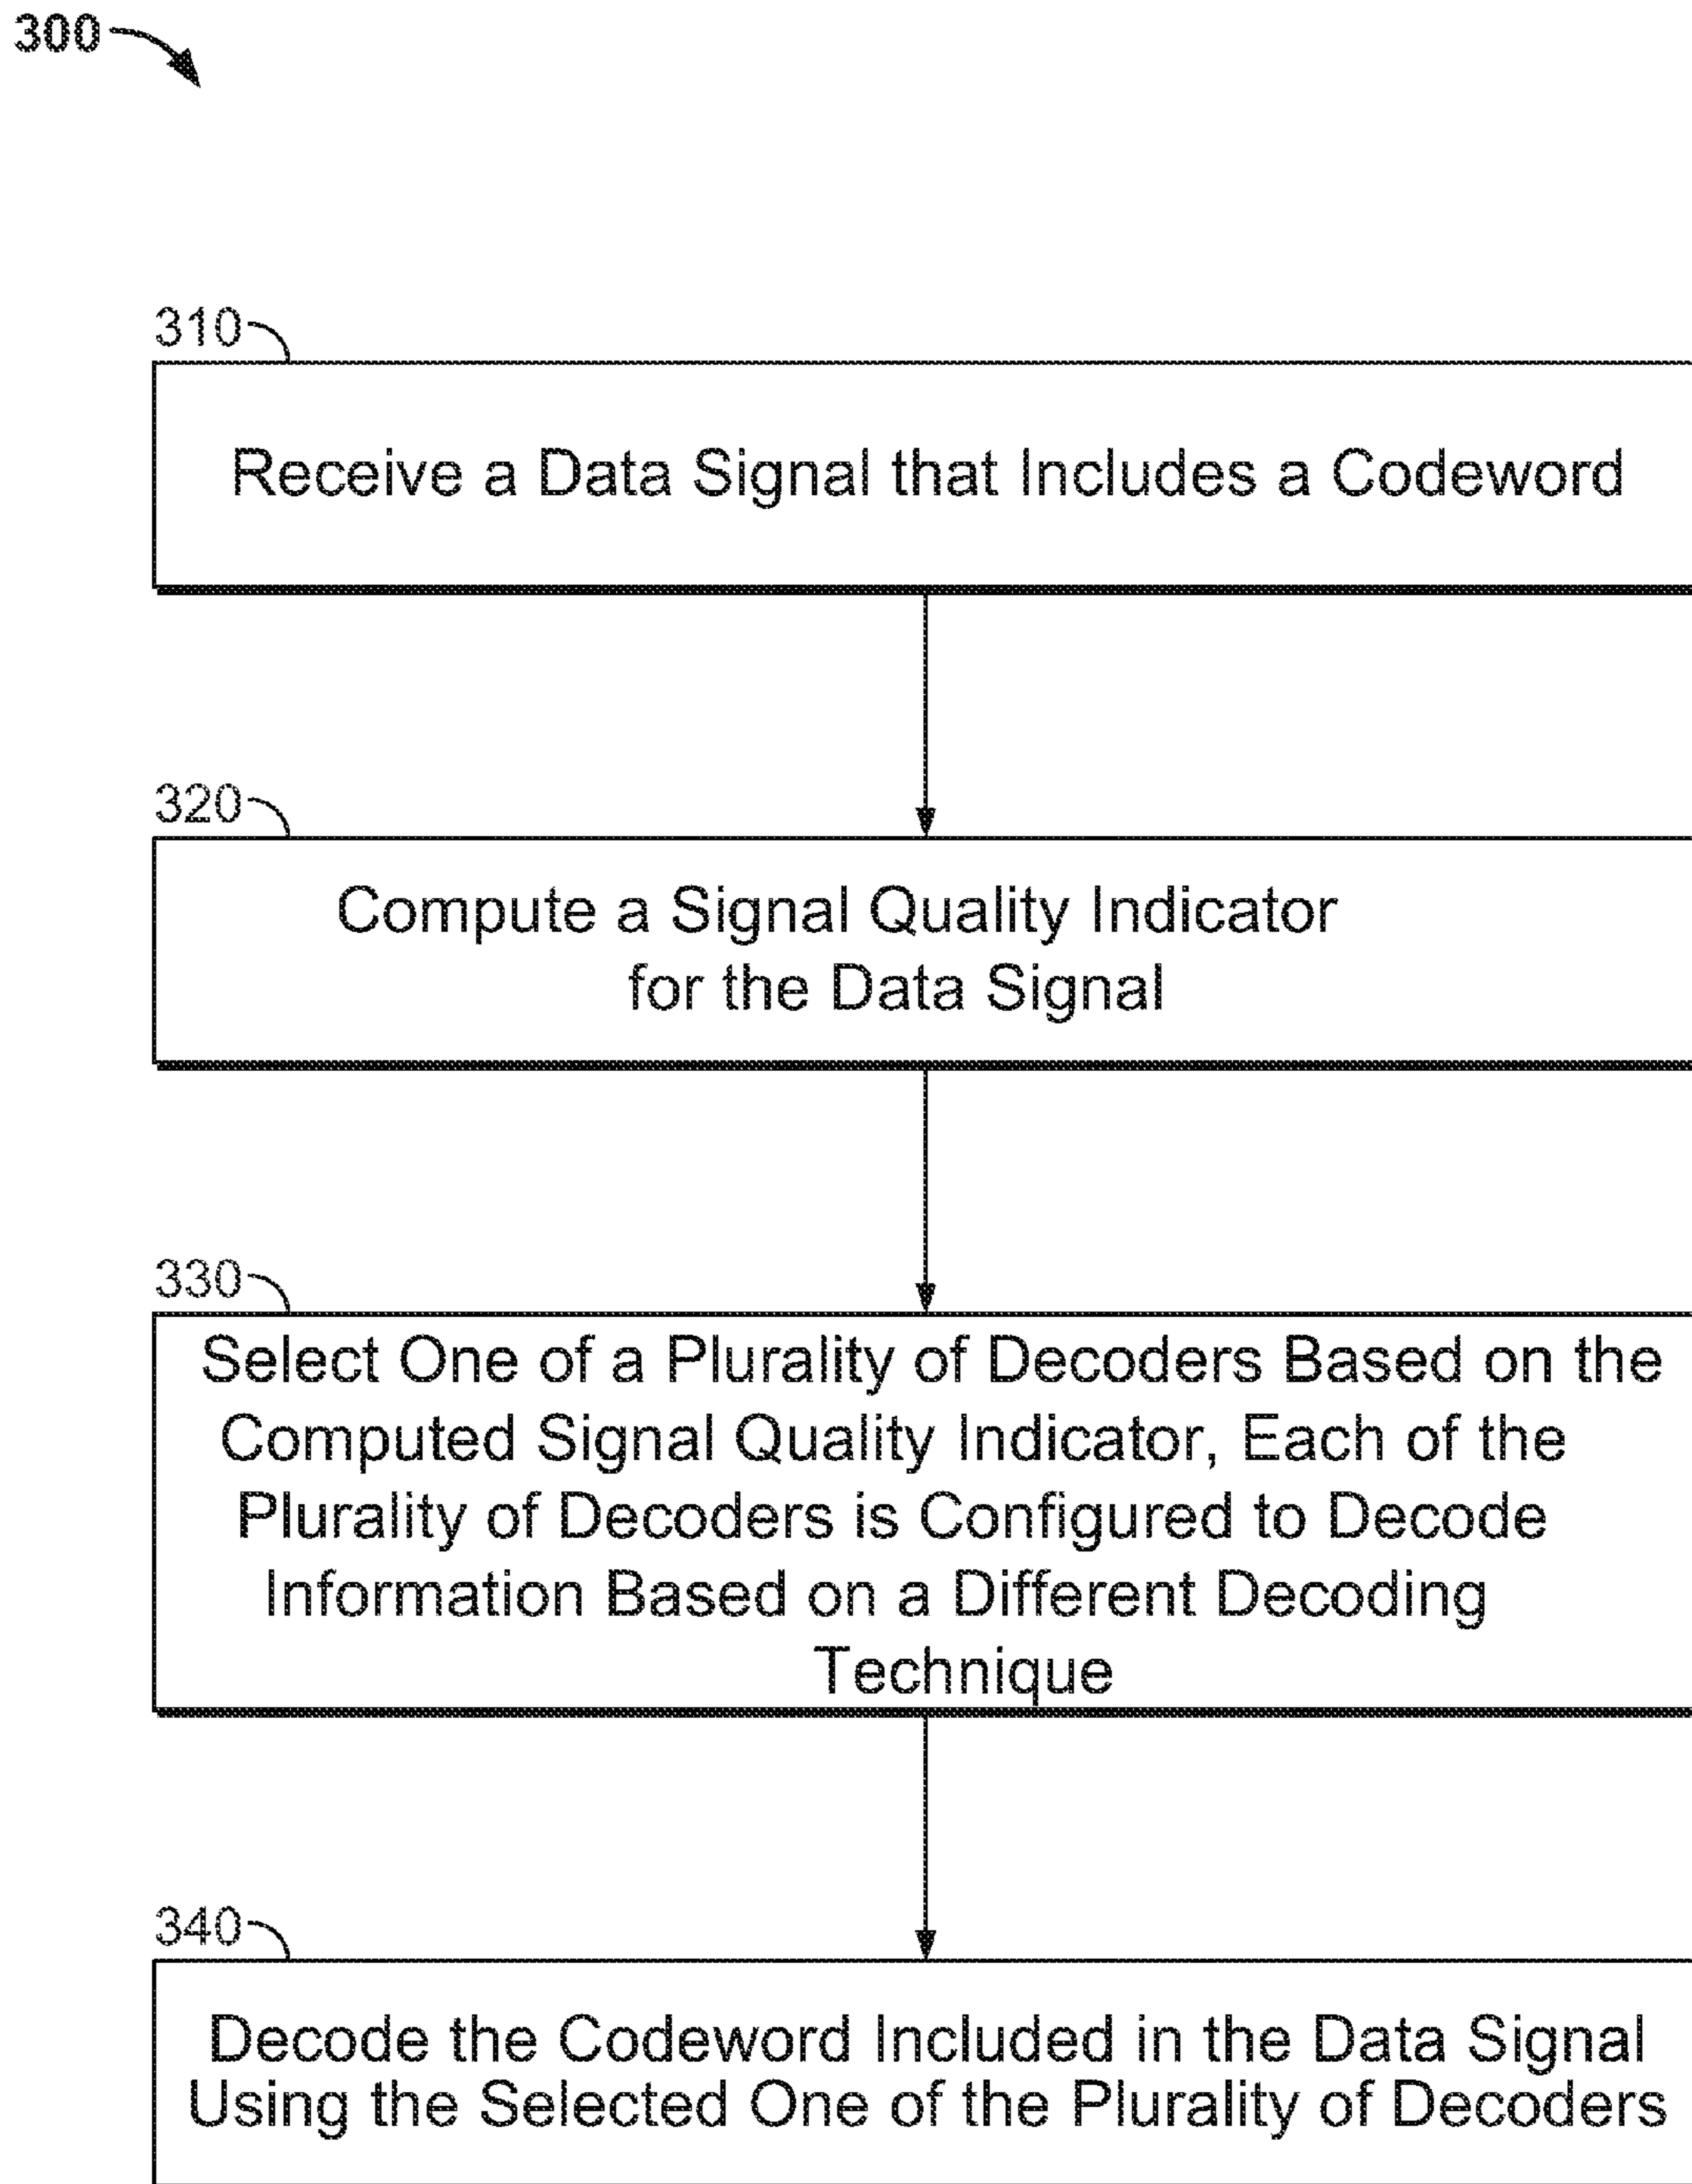 300
310
Receive a Data Signal that Includes a Codeword
320
Compute a Signal Quality Indicator
for the Data Signal
330
Select One of a Plurality of Decoders Based on the
Computed Signal Quality Indicator, Each of the
Plurality of Decoders is Configured to Decode
Information Based on a Different Decoding
Technique
340
Decode the Codeword Included in the Data Signal
Using the Selected One of the Plurality of Decoders